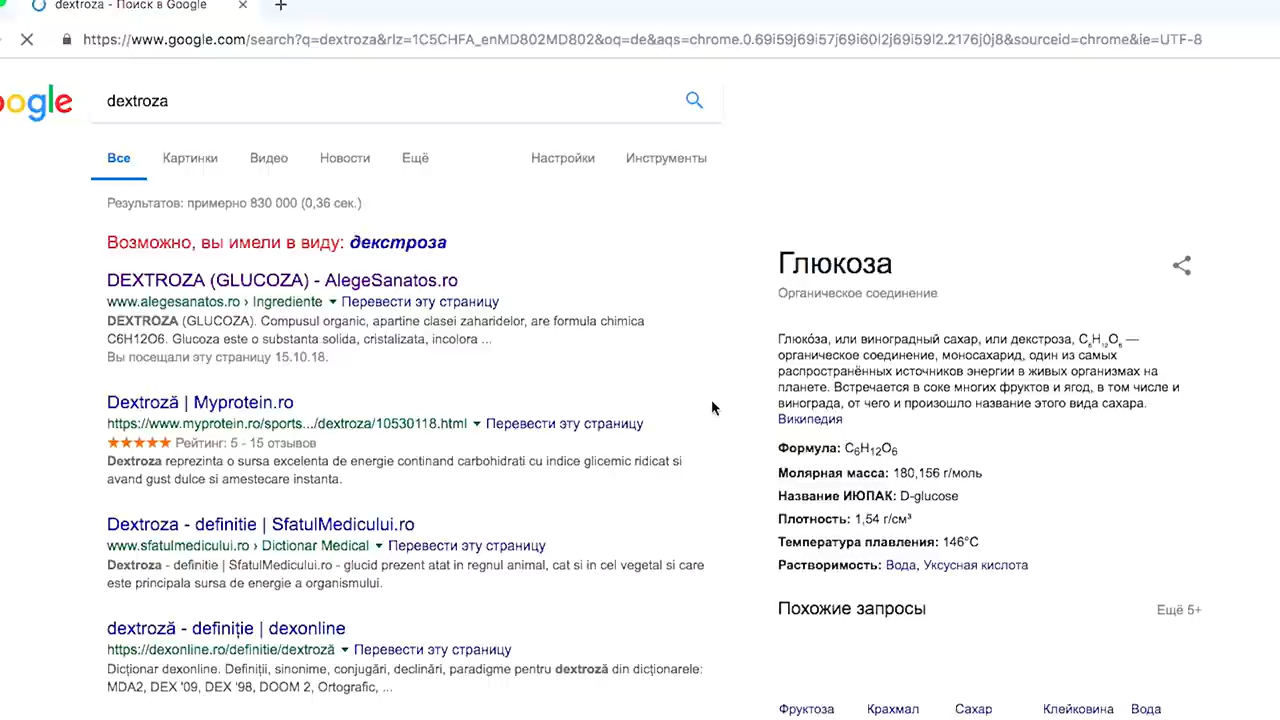 dextroza - Поиск в Google
https://www.google.com/search?q=dextroza&rlz=1C5CHFA_enMD802MD802&oq=de&aqs=chrome.0.69i59j69i57j69i60l2j69i59l2.2176j0j8&sourceid=chrome&ie=UTF-8
oogle
dextroza
Все Картинки Видео Новости Ещё Настройки Инструменты
Результатов: примерно 830 000 (0,36 сек.)
Возможно, вы имели в виду: декстроза
DEXTROZA (GLUCOZA) - AlegeSanatos.ro
www.alegesanatos.ro › Ingrediente ▼ Перевести эту страницу
DEXTROZA (GLUCOZA). Compusul organic, apartine clasei zaharidelor, are formula chimica
C6H12O6. Glucoza este o substanta solida, cristalizata, incolora ...
Вы посещали эту страницу 15.10.18.
Dextroză | Myprotein.ro
https://www.myprotein.ro/sports.../dextroza/10530118.html ▼ Перевести эту страницу
★★★★★ Рейтинг: 5 - 15 отзывов
Dextroza reprezinta o sursa excelenta de energie continand carbohidrati cu indice glicemic ridicat si
avand gust dulce si amestecare instanta.
Dextroza - definitie | SfatulMedicului.ro
www.sfatulmedicului.ro › Dictionar Medical ▼ Перевести эту страницу
Dextroza - definitie | SfatulMedicului.ro - glucid prezent atat in regnul animal, cat si in cel vegetal si care
este principala sursa de energie a organismului.
dextroză - definiție | dexonline
https://dexonline.ro/definitie/dextroză ▼ Перевести эту страницу
Dicționar dexonline. Definiții, sinonime, conjugări, declinări, paradigme pentru dextroză din dicționarele:
MDA2, DEX '09, DEX '98, DOOM 2, Ortografic, ...
Глюкоза
Органическое соединение
Глюко́за, или виноградный сахар, или декстроза, C₆H₁₂O₆ —
органическое соединение, моносахарид, один из самых
распространённых источников энергии в живых организмах на
планете. Встречается в соке многих фруктов и ягод, в том числе и
винограда, от чего и произошло название этого вида сахара.
Википедия
Формула: C₆H₁₂O₆
Молярная масса: 180,156 г/моль
Название ИЮПАК: D-glucose
Плотность: 1,54 г/см³
Температура плавления: 146°C
Растворимость: Вода, Уксусная кислота
Похожие запросы Ещё 5+
Фруктоза Крахмал Сахар Клейковина Вода